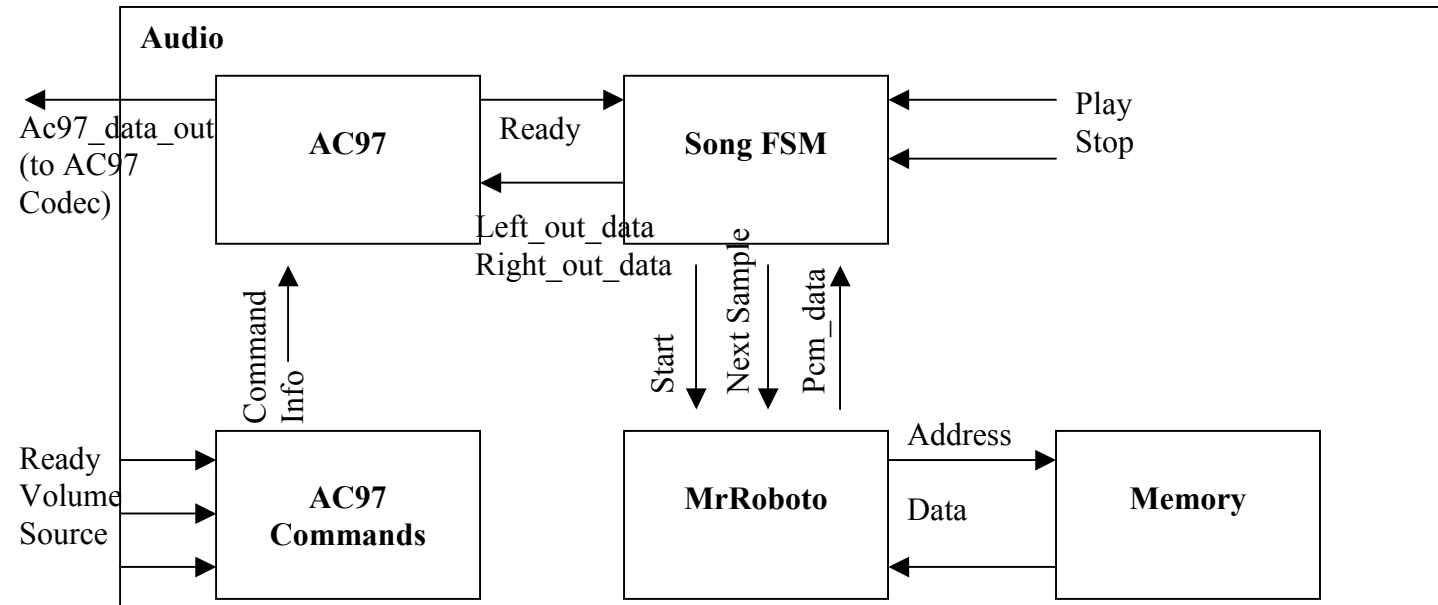 Audio
Ac97_data_out
(to AC97
Codec)
AC97
Ready
Song FSM
Play
Stop
Left_out_data
Right_out_data
Command
Info
Start
Next Sample
Pcm_data
Ready
Volume
Source
AC97
Commands
MrRoboto
Address
Data
Memory